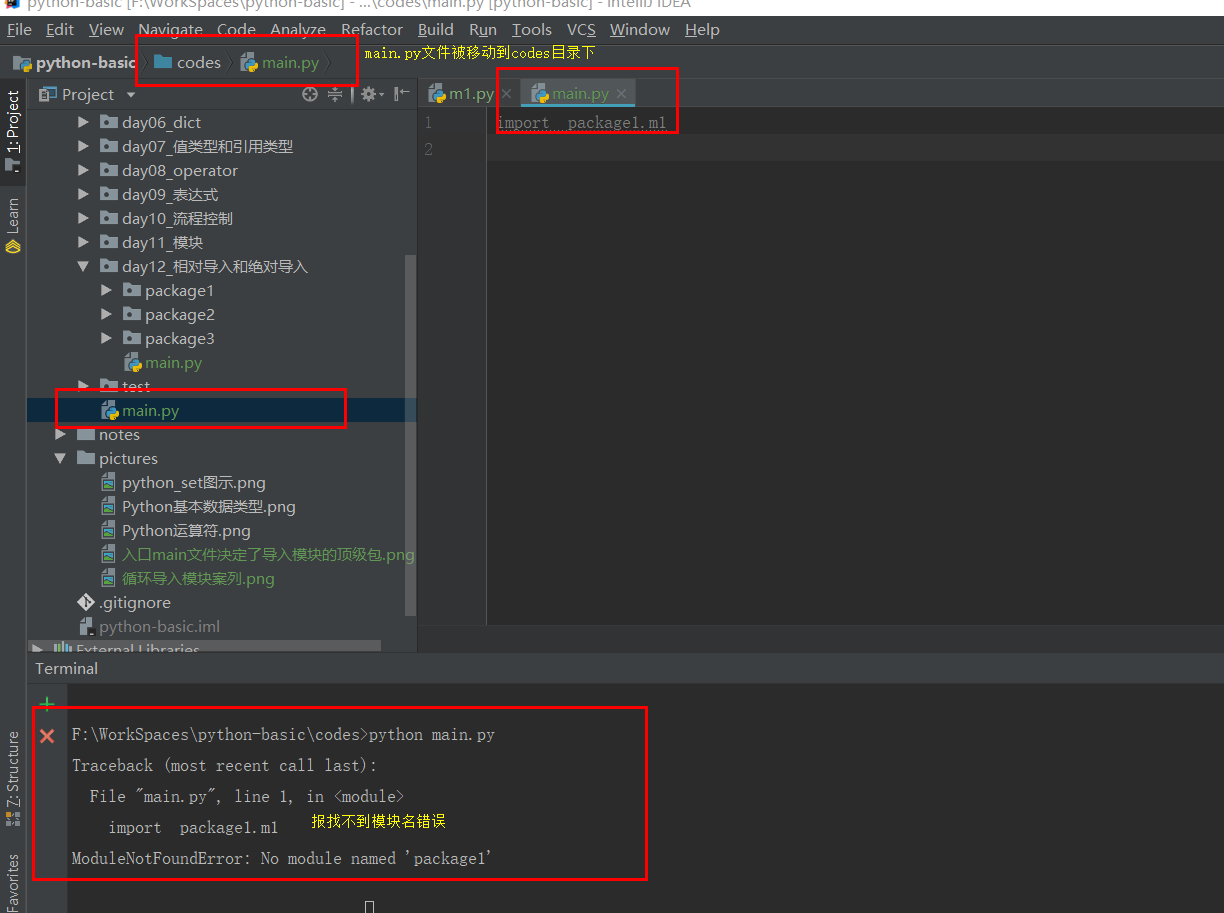 python-basic [F:\WorkSpaces\python-basic] - ...\codes\main.py [python-basic] - IntelliJ IDEA
File Edit View Navigate Code Analyze Refactor Build Run Tools VCS Window Help
python-basic codes main.py
main.py文件被移动到codes目录下
Project
m1.py
main.py
1: Project
Learn
7: Structure
Favorites
day06_dict
day07_值类型和引用类型
day08_operator
day09_表达式
day10_流程控制
day11_模块
day12_相对导入和绝对导入
package1
package2
package3
main.py
test
main.py
notes
pictures
python_set图示.png
Python基本数据类型.png
Python运算符.png
入口main文件决定了导入模块的顶级包.png
循环导入模块案列.png
.gitignore
python-basic.iml
External Libraries
1 import package1.m1
2
Terminal
F:\WorkSpaces\python-basic\codes>python main.py
Traceback (most recent call last):
File "main.py", line 1, in <module>
import package1.m1
报找不到模块名错误
ModuleNotFoundError: No module named 'package1'